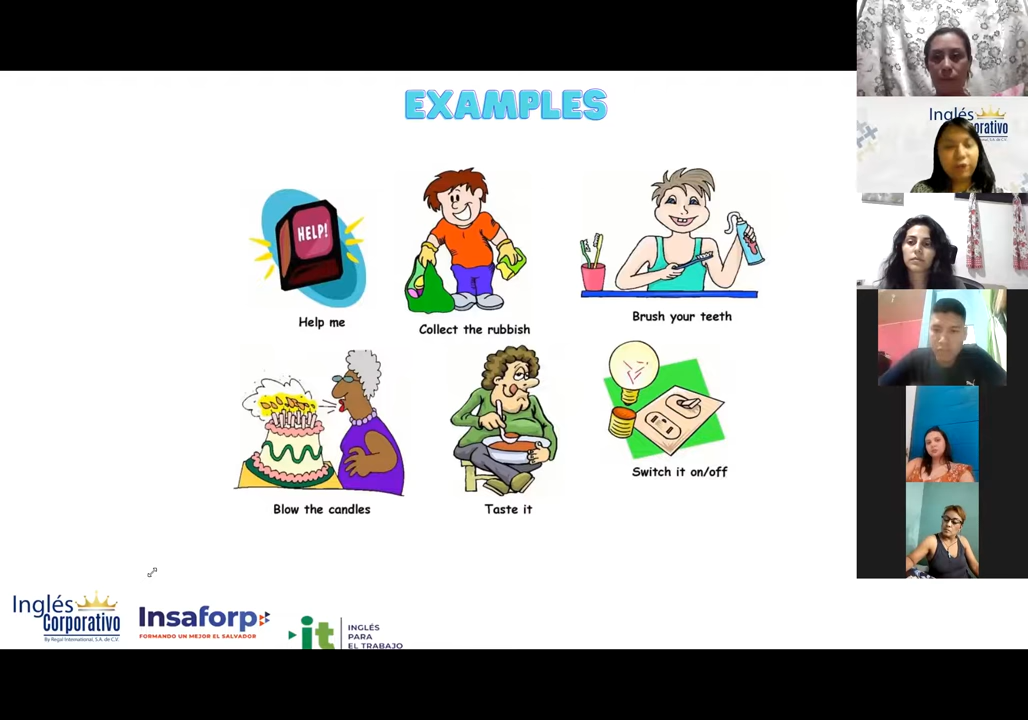 EXAMPLES
HELP!
Help me
Collect the rubbish
Brush your teeth
Blow the candles
Taste it
Switch it on/off
Inglés
Corporativo
By Regal International, S.A. de C.V.
Insaforp
FORMANDO UN MEJOR EL SALVADOR
it
INGLÉS
PARA
EL TRABAJO
Inglés
orativo